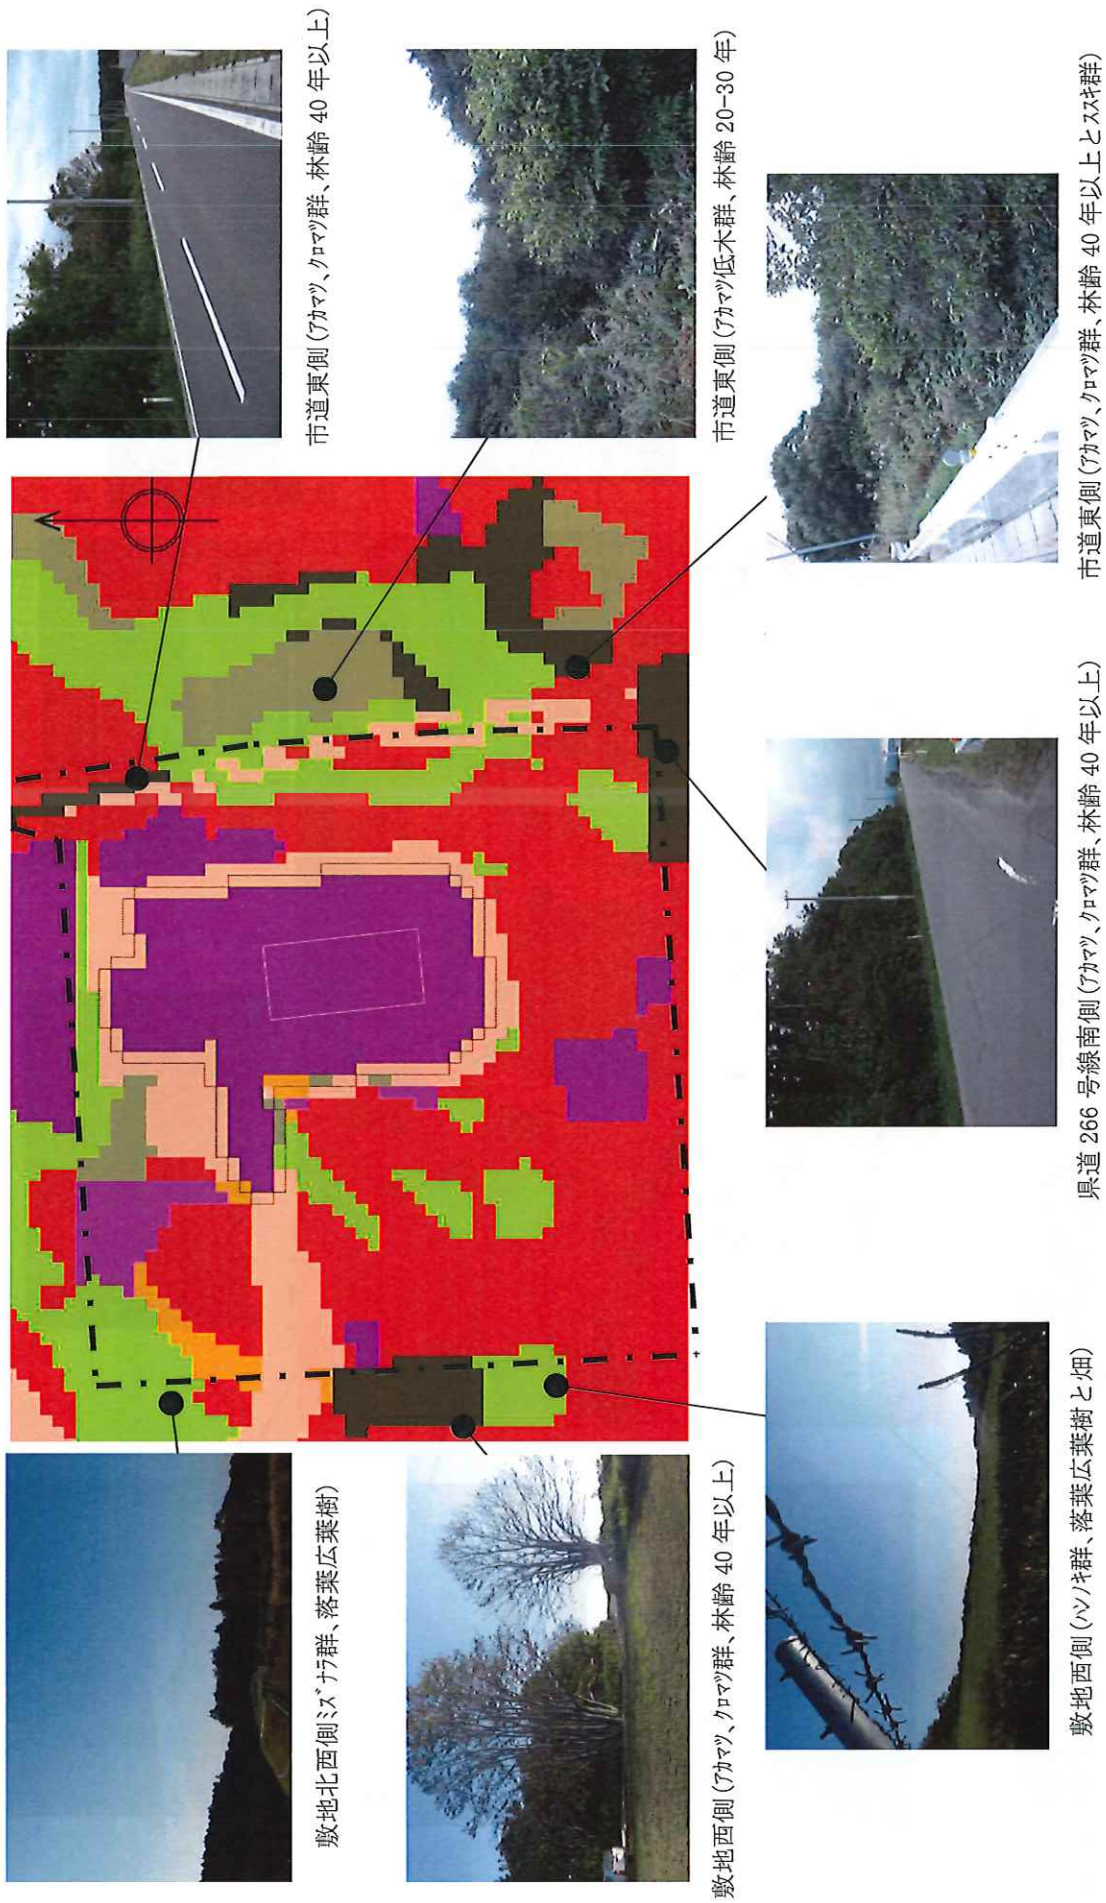 敷地北西側ミズナラ群、落葉広葉樹)
敷地西側(アカマツ、クロマツ群、林齢 40 年以上)
敷地西側(ハンノキ群、落葉広葉樹と畑)
県道 266 号線南側(アカマツ、クロマツ群、林齢 40 年以上)
市道東側(アカマツ、クロマツ群、林齢 40 年以上)
市道東側(アカマツ低木群、林齢 20-30 年)
市道東側(アカマツ、クロマツ群、林齢 40 年以上とススキ群)